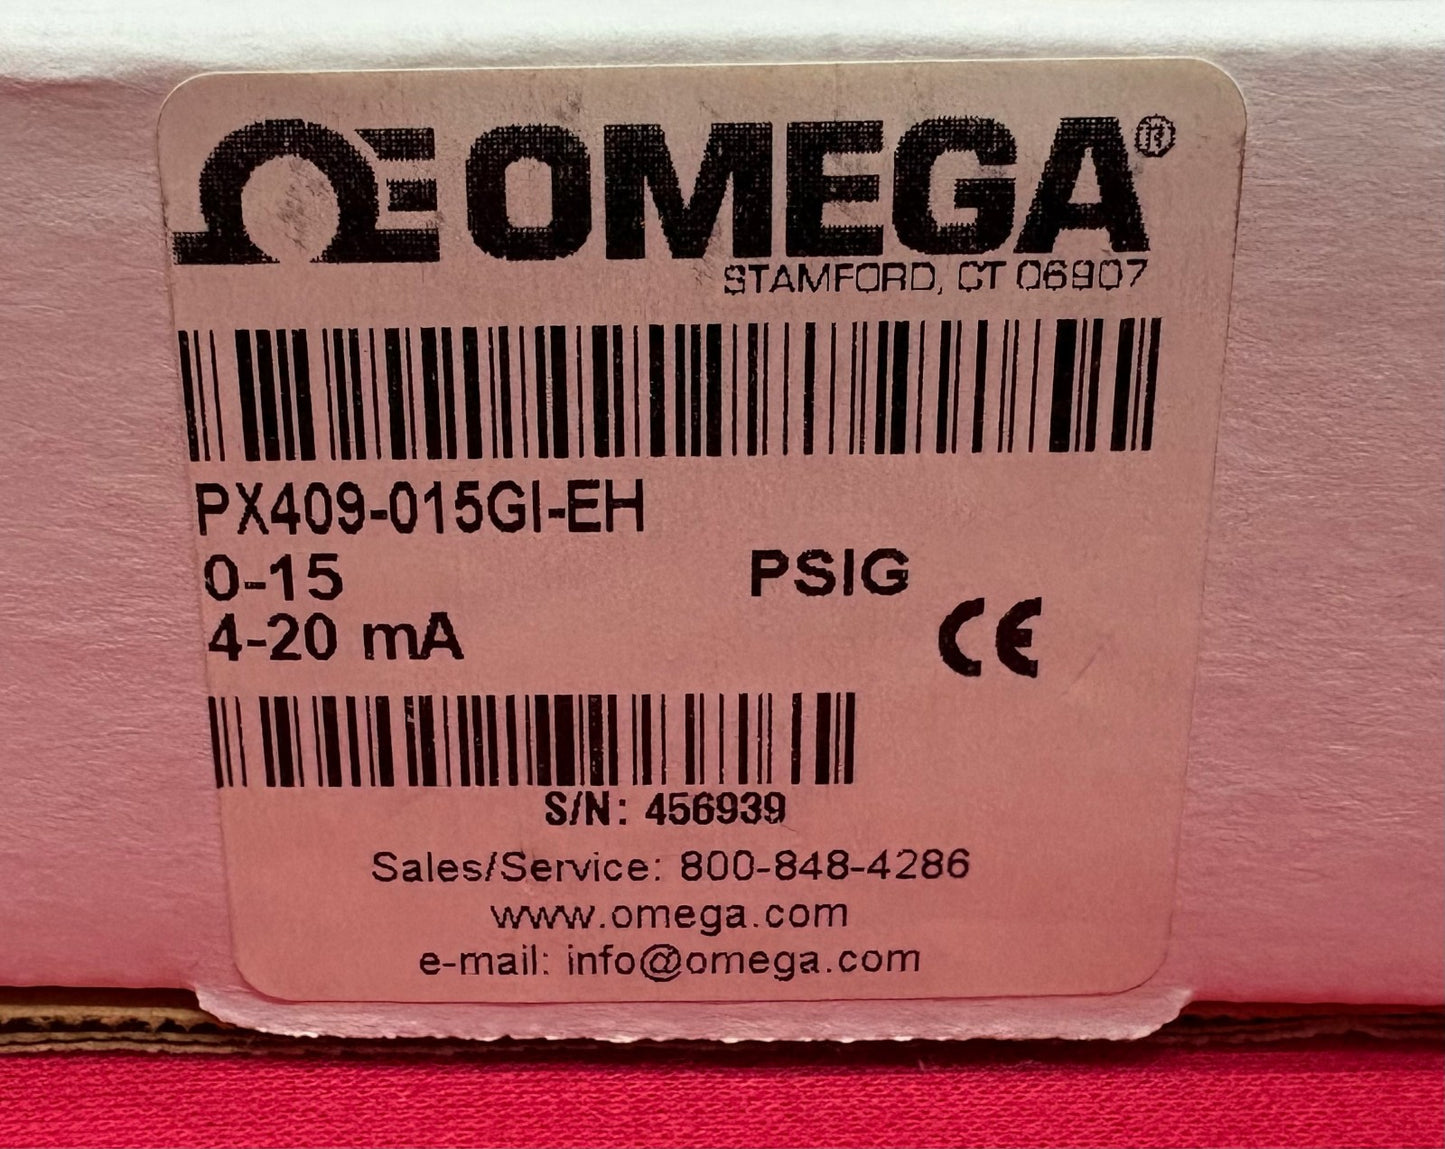 ΩE OMEGA®
STAMFORD, CT 06907
PX409-015GI-EH
0-15 PSIG
4-20 mA
CE
S/N: 456939
Sales/Service: 800-848-4286
www.omega.com
e-mail: info@omega.com